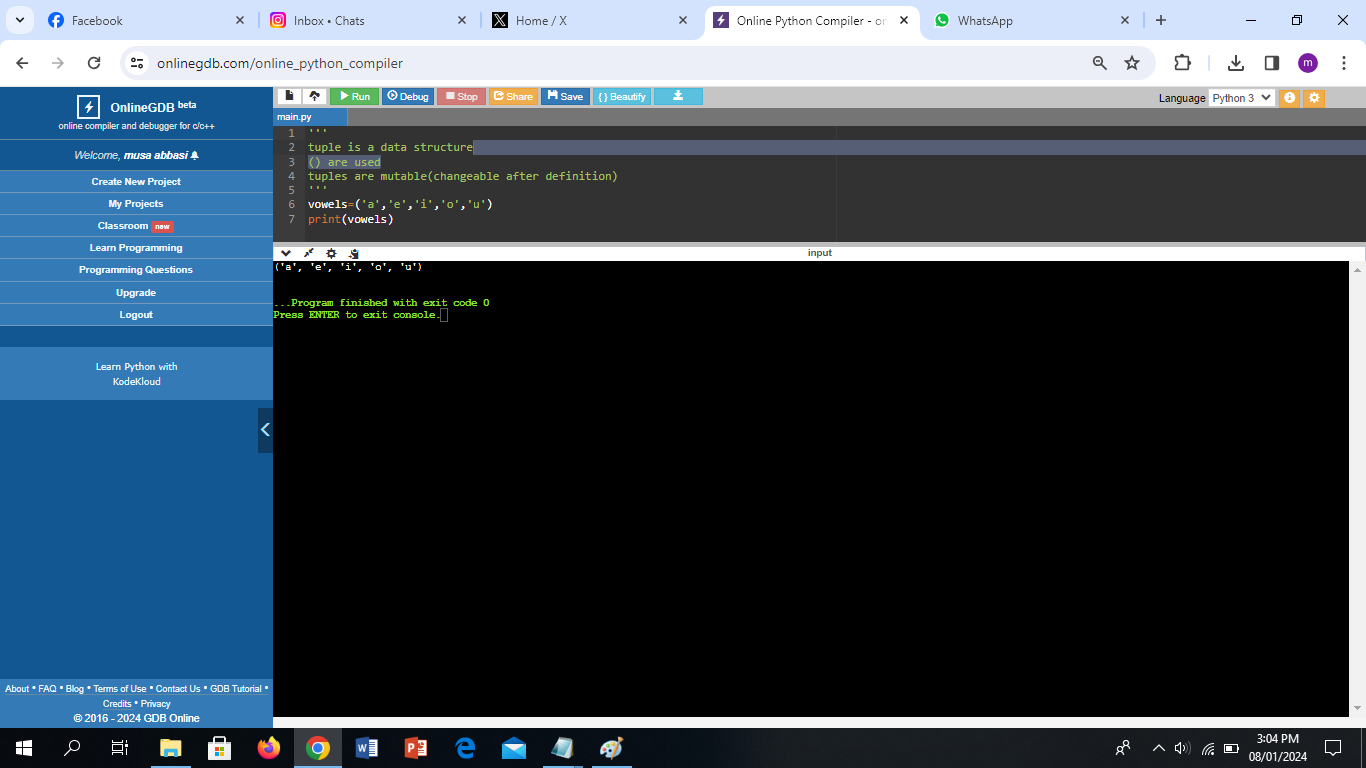 Facebook
Inbox • Chats
Home / X
Online Python Compiler - or
WhatsApp
onlinegdb.com/online_python_compiler
m
OnlineGDB beta
online compiler and debugger for c/c++
Welcome, musa abbasi
Create New Project
My Projects
Classroom new
Learn Programming
Programming Questions
Upgrade
Logout
Learn Python with
KodeKloud
About • FAQ • Blog • Terms of Use • Contact Us • GDB Tutorial •
Credits • Privacy
© 2016 - 2024 GDB Online
Run Debug Stop Share Save { } Beautify
Language Python 3
main.py
1 '''
2 tuple is a data structure
3 () are used
4 tuples are mutable(changeable after definition)
5 '''
6 vowels=('a','e','i','o','u')
7 print(vowels)
input
('a', 'e', 'i', 'o', 'u')
...Program finished with exit code 0
Press ENTER to exit console.
3:04 PM
08/01/2024